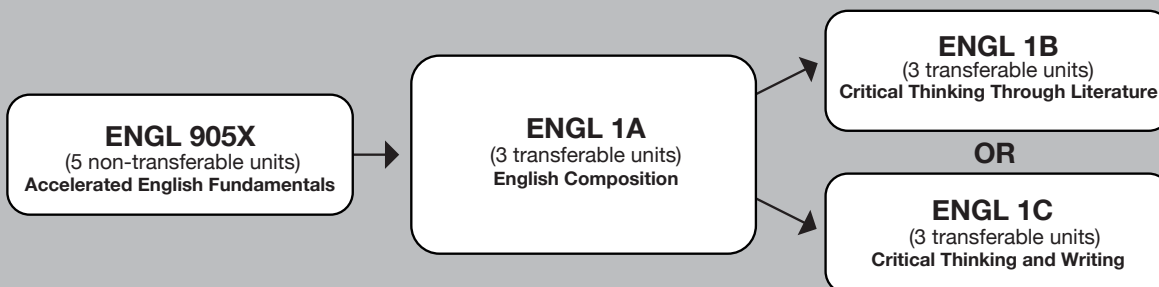 ENGL 905X
(5 non-transferable units)
Accelerated English Fundamentals
ENGL 1A
(3 transferable units)
English Composition
ENGL 1B
(3 transferable units)
Critical Thinking Through Literature
OR
ENGL 1C
(3 transferable units)
Critical Thinking and Writing